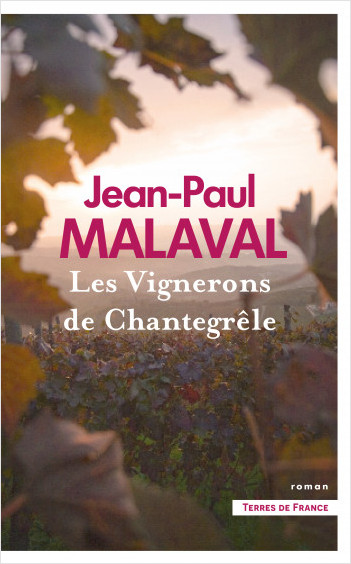 Jean-Paul
MALAVAL
Les Vignerons
de Chantegrêle
roman
TERRES DE FRANCE